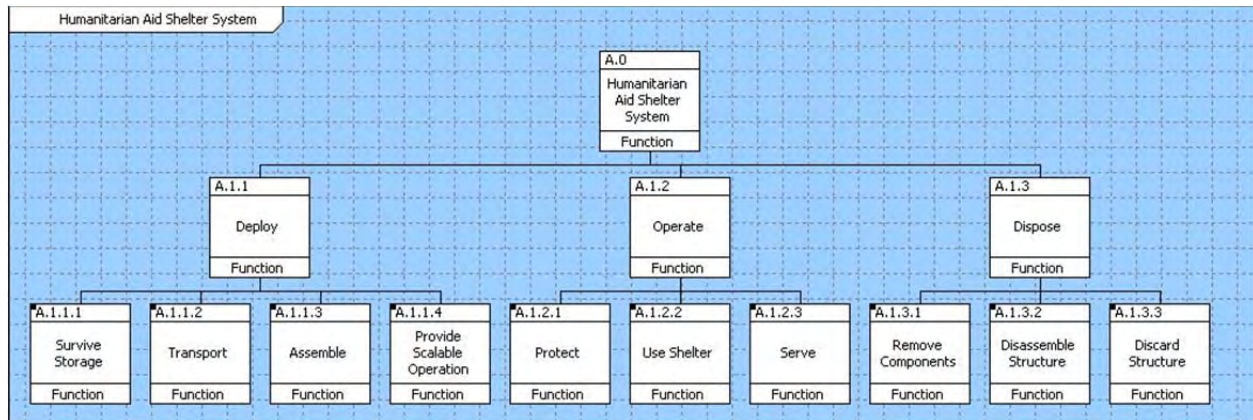 Humanitarian Aid Shelter System
A.0
Humanitarian
Aid Shelter
System
Function
A.1.1
Deploy
Function
A.1.2
Operate
Function
A.1.3
Dispose
Function
A.1.1.1
Survive
Storage
Function
A.1.1.2
Transport
Function
A.1.1.3
Assemble
Function
A.1.1.4
Provide
Scalable
Operation
Function
A.1.2.1
Protect
Function
A.1.2.2
Use Shelter
Function
A.1.2.3
Serve
Function
A.1.3.1
Remove
Components
Function
A.1.3.2
Disassemble
Structure
Function
A.1.3.3
Discard
Structure
Function